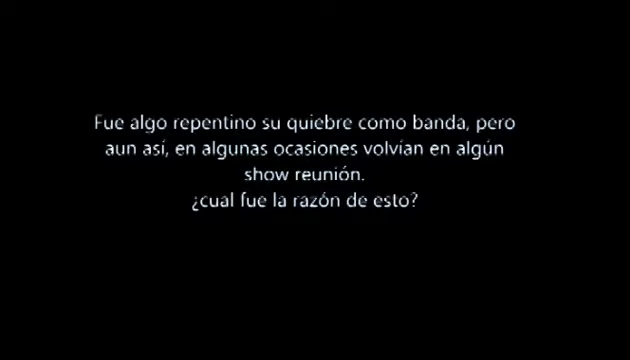 Fue algo repentino su quiebre como banda, pero
aun así, en algunas ocasiones volvían en algún
show reunión.
¿cual fue la razón de esto?